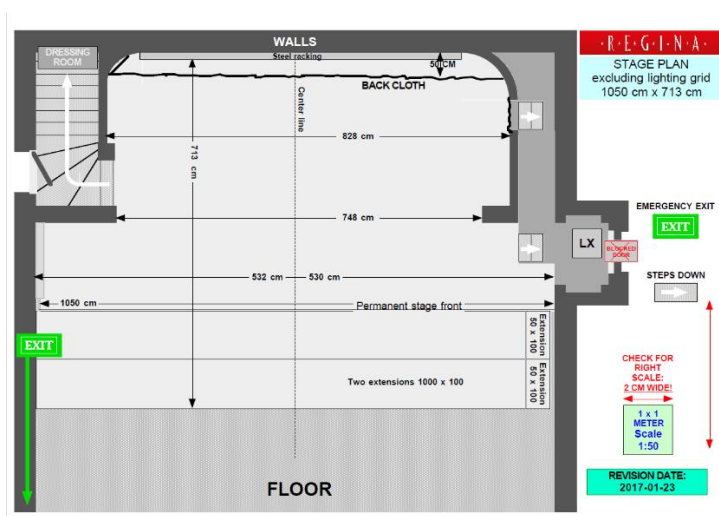 WALLS
DRESSING
ROOM
Steel racking
50 CM
BACK CLOTH
Center line
828 cm
713 cm
748 cm
532 cm
530 cm
1050 cm
Permanent stage front
Extension
50 x 100
Extension
50 x 100
Two extensions 1000 x 100
EXIT
FLOOR
LX
BLOCKED
DOOR
·R·E·G·I·N·A·
STAGE PLAN
excluding lighting grid
1050 cm x 713 cm
EMERGENCY EXIT
EXIT
STEPS DOWN
CHECK FOR
RIGHT
SCALE:
2 CM WIDE!
1 x 1
METER
Scale
1:50
REVISION DATE:
2017-01-23